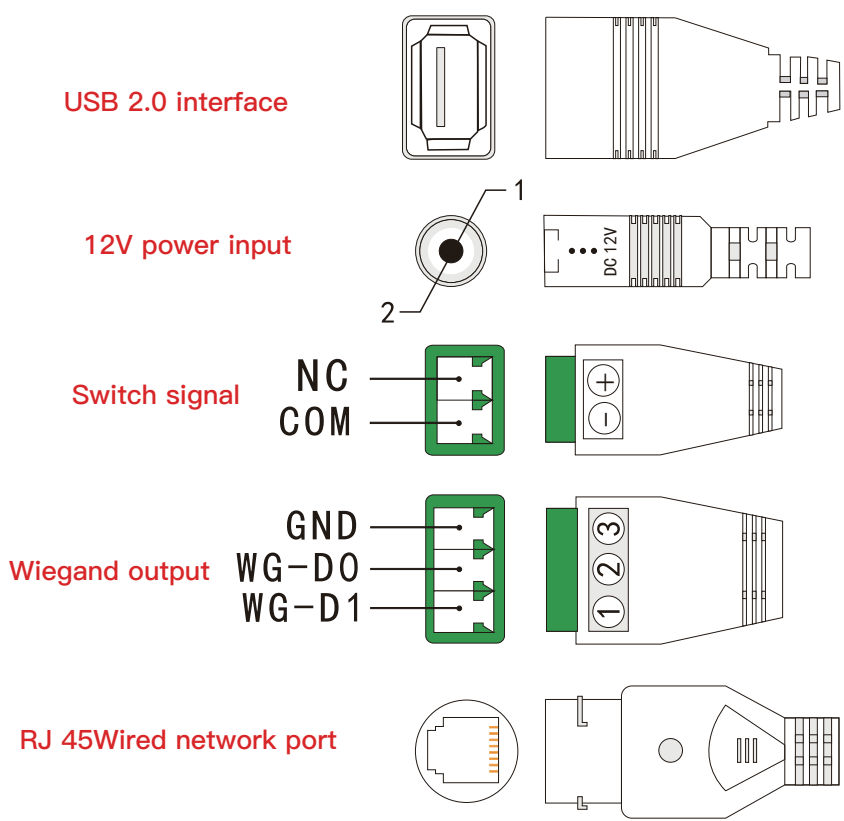 USB 2.0 interface
1
12V power input
DC 12V
2
NC
Switch signal
COM
+
-
GND
Wiegand output
WG-D0
WG-D1
3
2
1
RJ 45Wired network port